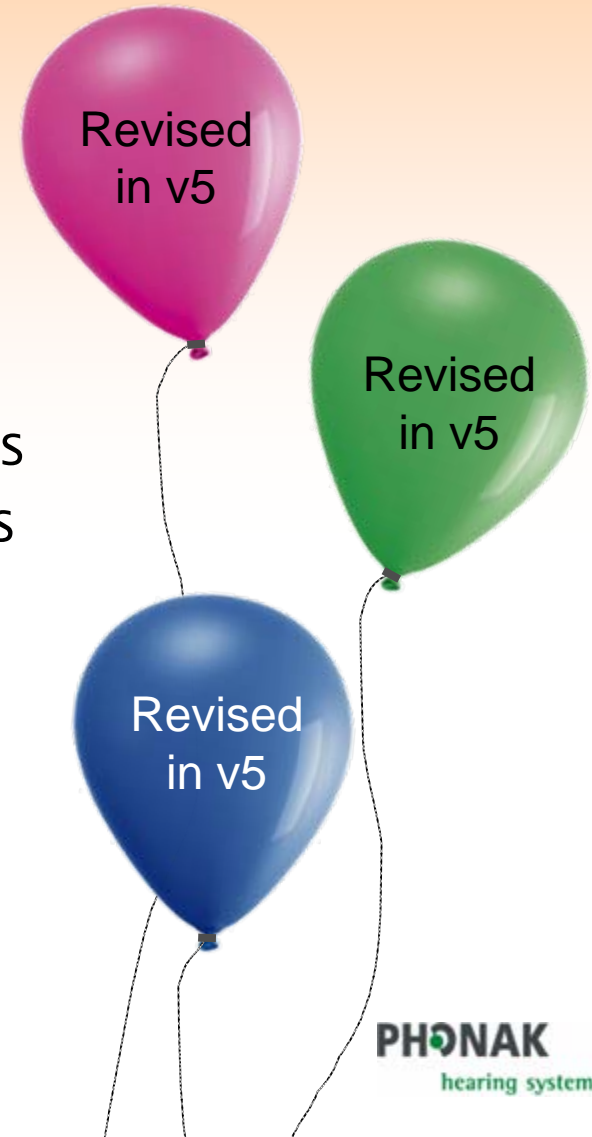 Revised
in v5
Revised
in v5
s
s
Revised
in v5
PHONAK
hearing system